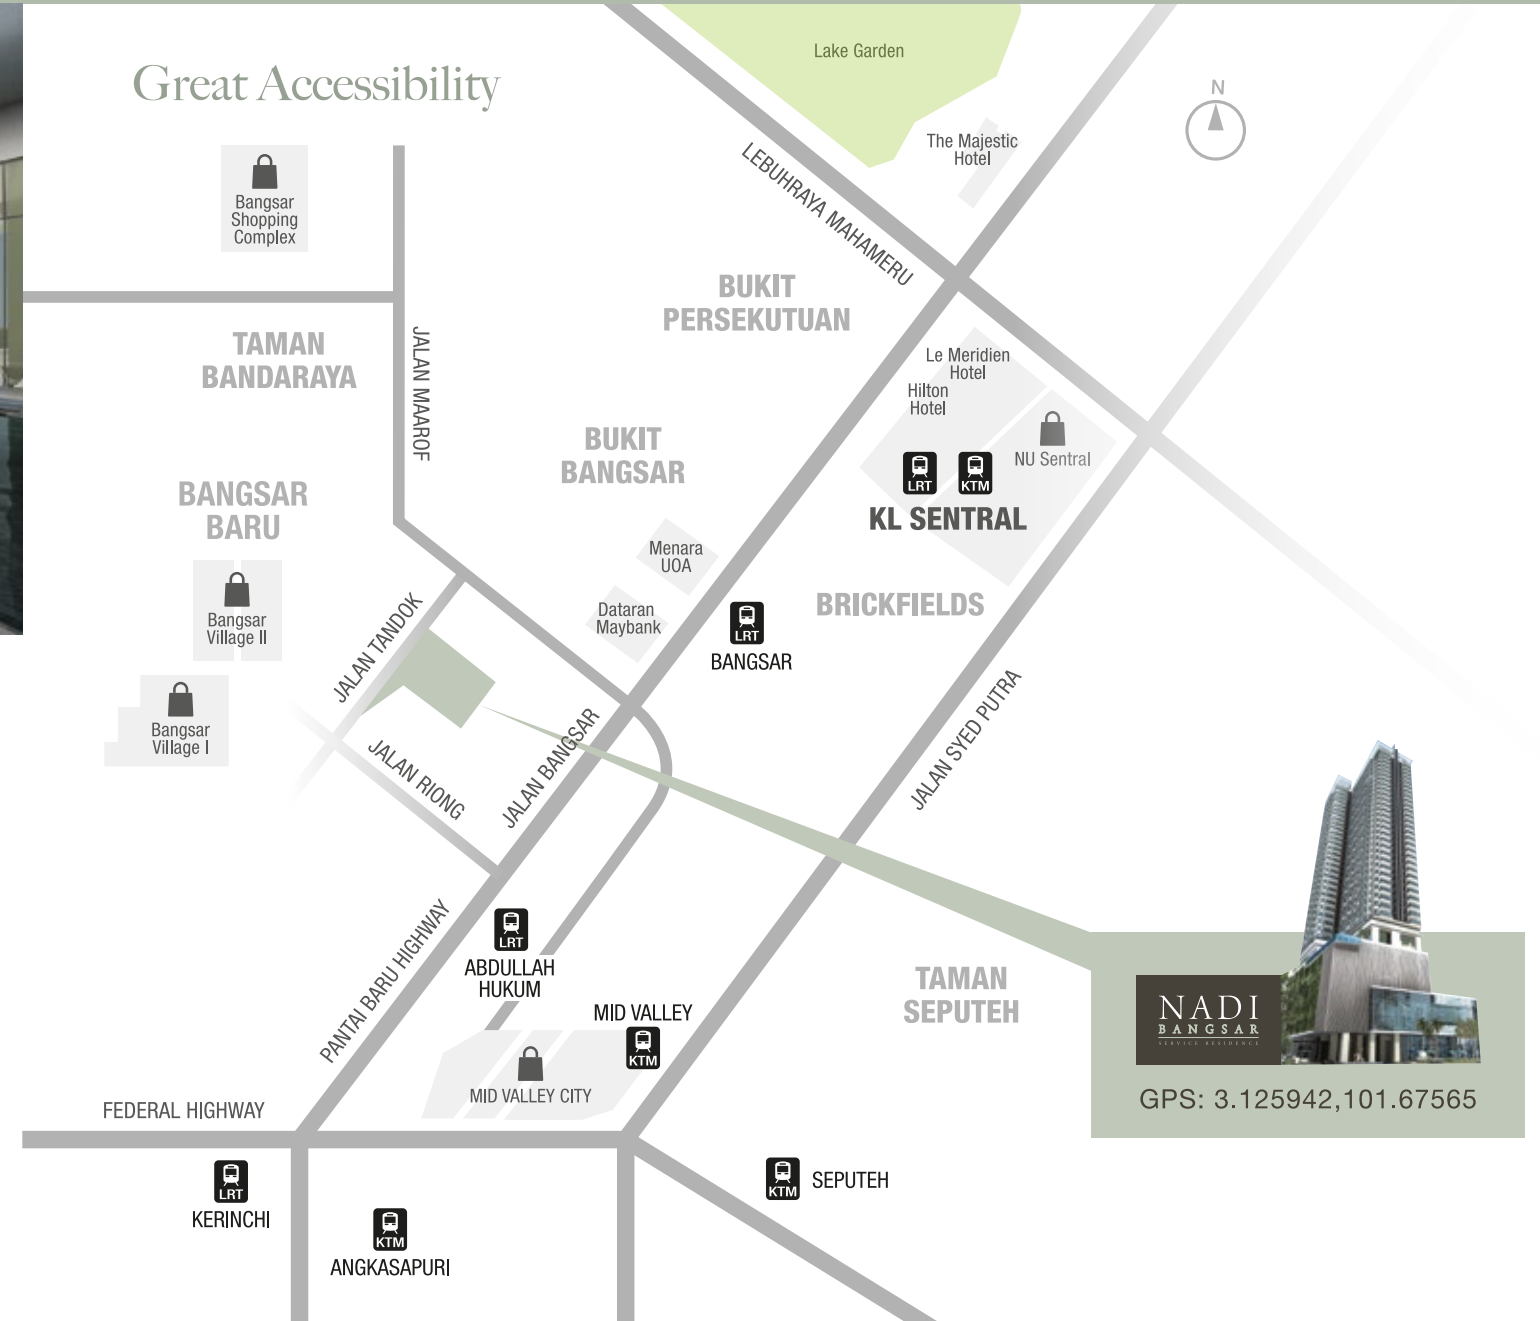 Great Accessibility
Lake Garden
N
The Majestic
Hotel
LEBUHRAYA MAHAMERU
Bangsar
Shopping
Complex
BUKIT
PERSEKUTUAN
TAMAN
BANDARAYA
JALAN MAAROF
Le Meridien
Hotel
Hilton
Hotel
NU Sentral
LRT
KTM
KL SENTRAL
BUKIT
BANGSAR
BANGSAR
BARU
Menara
UOA
Dataran
Maybank
LRT
BANGSAR
BRICKFIELDS
Bangsar
Village II
JALAN TANDOK
Bangsar
Village I
JALAN RIONG
JALAN BANGSAR
JALAN SYED PUTRA
PANTAI BARU HIGHWAY
LRT
ABDULLAH
HUKUM
MID VALLEY
KTM
MID VALLEY CITY
TAMAN
SEPUTEH
NADI
BANGSAR
SERVICE RESIDENCE
GPS: 3.125942,101.67565
FEDERAL HIGHWAY
LRT
KERINCHI
KTM
ANGKASAPURI
KTM
SEPUTEH